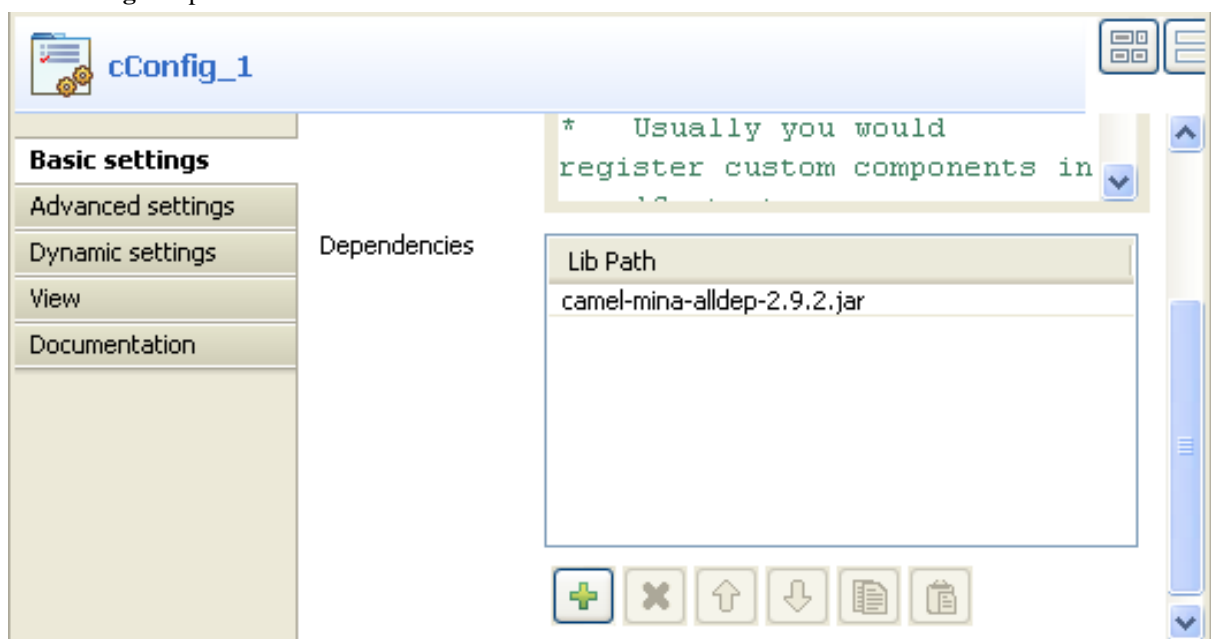 cConfig_1
* Usually you would
register custom components in
Basic settings
Advanced settings
Dynamic settings
View
Documentation
Dependencies
Lib Path
camel-mina-alldep-2.9.2.jar